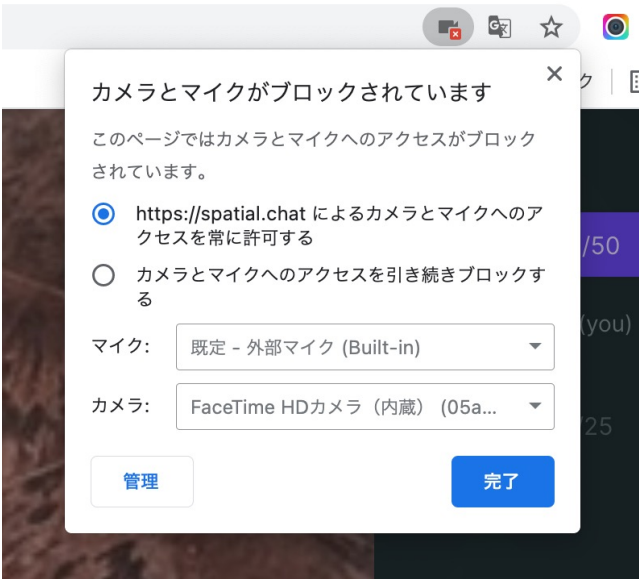 カメラとマイクがブロックされています
ク
このページではカメラとマイクへのアクセスがブロック
されています。
https://spatial.chat によるカメラとマイクへのア
クセスを常に許可する
/50
カメラとマイクへのアクセスを引き続きブロックす
る
(you)
マイク:
既定 - 外部マイク (Built-in)
カメラ:
FaceTime HDカメラ（内蔵） (05a...
/25
管理
完了